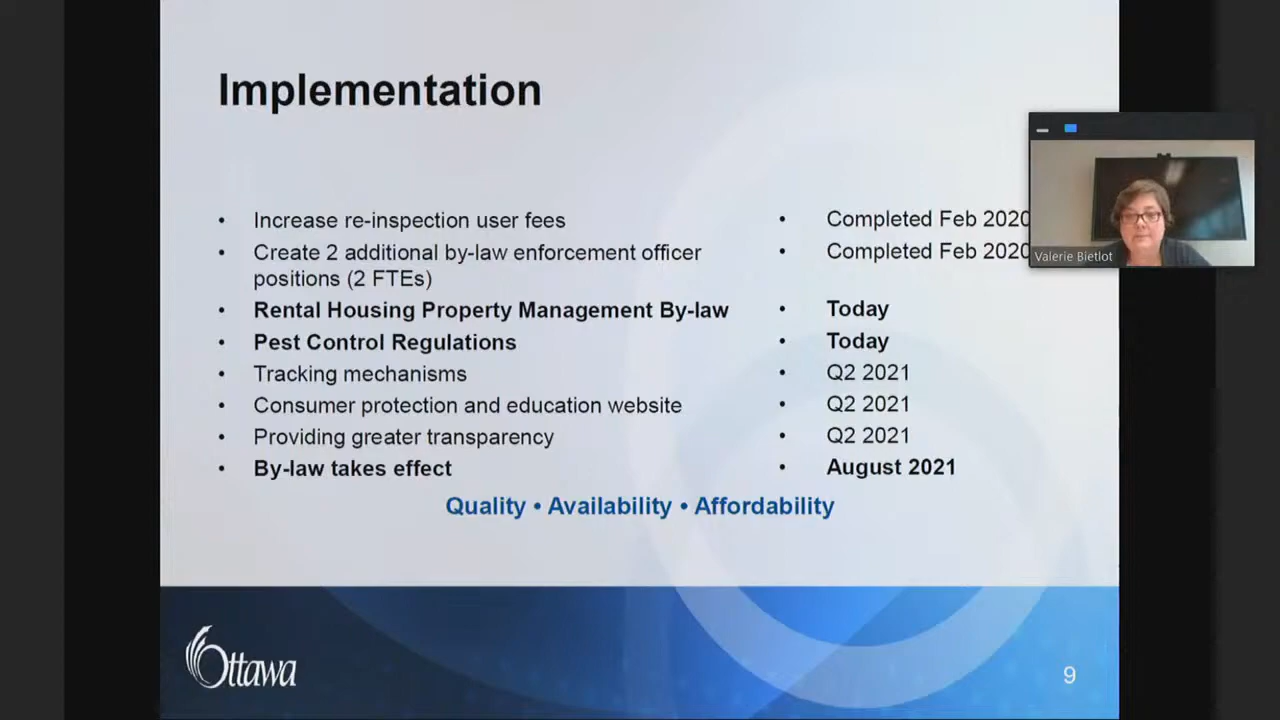 Implementation
• Increase re-inspection user fees
• Completed Feb 2020
• Create 2 additional by-law enforcement officer
positions (2 FTEs)
• Completed Feb 2020
• Rental Housing Property Management By-law
• Today
• Pest Control Regulations
• Today
• Tracking mechanisms
• Q2 2021
• Consumer protection and education website
• Q2 2021
• Providing greater transparency
• Q2 2021
• By-law takes effect
• August 2021
Quality • Availability • Affordability
Valerie Bietlot
Ottawa
9